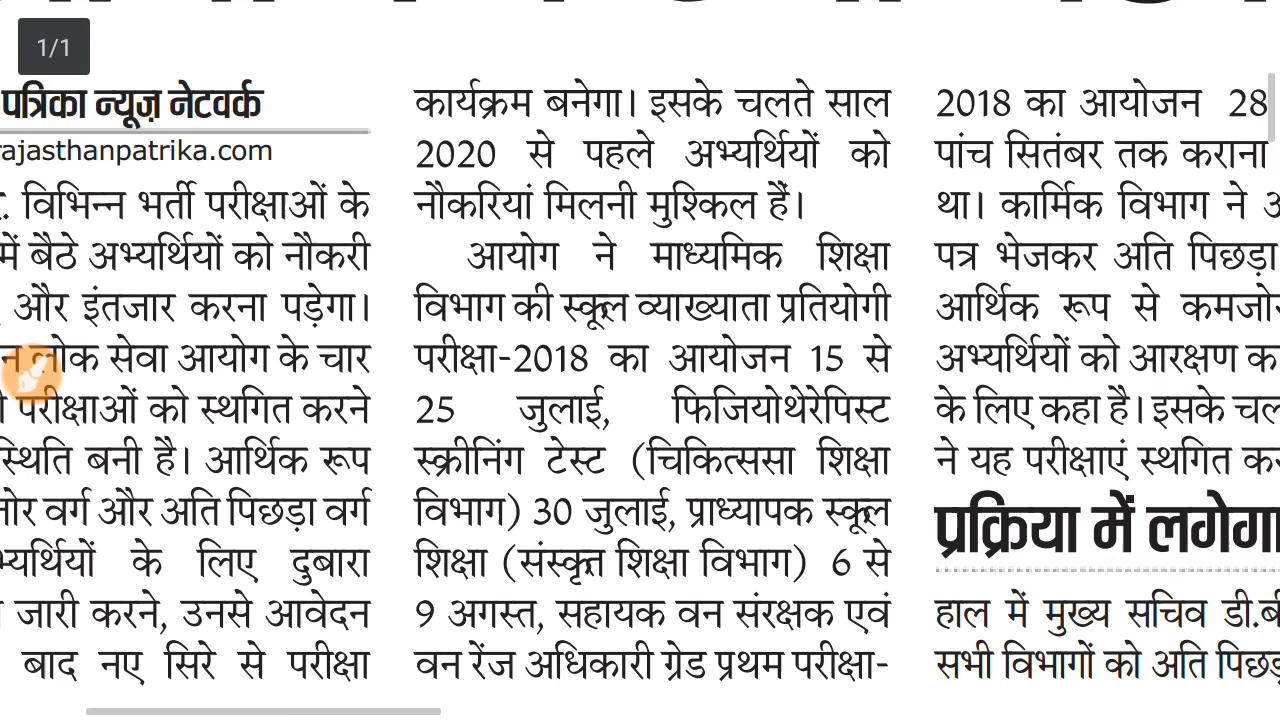 1/1
पत्रिका न्यूज़ नेटवर्क
rajasthanpatrika.com
विभिन्न भर्ती परीक्षाओं के
में बैठे अभ्यर्थियों को नौकरी
और इंतजार करना पड़ेगा।
लोक सेवा आयोग के चार
परीक्षाओं को स्थगित करने
स्थिति बनी है। आर्थिक रूप
वर्ग और अति पिछड़ा वर्ग
के लिए दुबारा
जारी करने, उनसे आवेदन
बाद नए सिरे से परीक्षा
कार्यक्रम बनेगा। इसके चलते साल
2020 से पहले अभ्यर्थियों को
नौकरियां मिलनी मुश्किल हैं।
आयोग ने माध्यमिक शिक्षा
विभाग की स्कूल व्याख्याता प्रतियोगी
परीक्षा-2018 का आयोजन 15 से
25 जुलाई, फिजियोथेरेपिस्ट
स्क्रीनिंग टेस्ट (चिकित्ससा शिक्षा
विभाग) 30 जुलाई, प्राध्यापक स्कूल
शिक्षा (संस्कृत शिक्षा विभाग) 6 से
9 अगस्त, सहायक वन संरक्षक एवं
वन रेंज अधिकारी ग्रेड प्रथम परीक्षा-
2018 का आयोजन 28
पांच सितंबर तक कराना
था। कार्मिक विभाग ने
पत्र भेजकर अति पिछड़ा
आर्थिक रूप से
अभ्यर्थियों को आरक्षण
के लिए कहा है। इसके
ने यह परीक्षाएं स्थगित
प्रक्रिया में लगेगा
हाल में मुख्य सचिव
सभी विभागों को अति